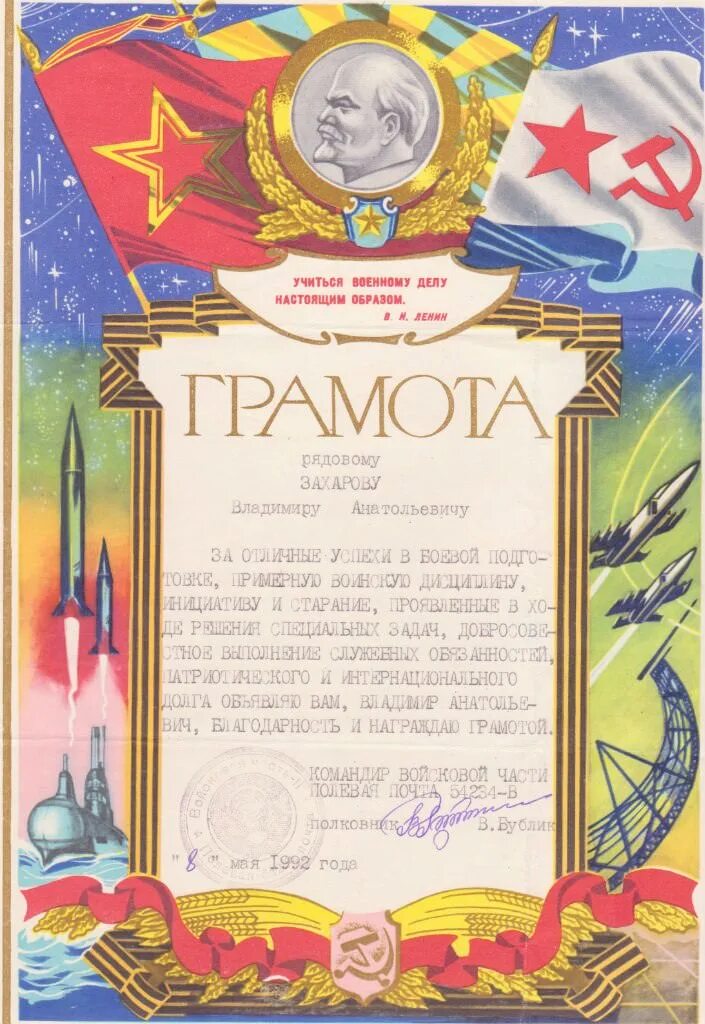 УЧИТЬСЯ ВОЕННОМУ ДЕЛУ
НАСТОЯЩИМ ОБРАЗОМ.
В. И. ЛЕНИН
ГРАМОТА
рядовому
ЗАХАРОВУ
Владимиру Анатольевичу
ЗА ОТЛИЧНЫЕ УСПЕХИ В БОЕВОЙ ПОДГО-
ТОВКЕ, ПРИМЕРНУЮ ВОИНСКУЮ ДИСЦИПЛИНУ,
ИНИЦИАТИВУ И СТАРАНИЕ, ПРОЯВЛЕННЫЕ В ХО-
ДЕ РЕШЕНИЯ СПЕЦИАЛЬНЫХ ЗАДАЧ, ДОБРОСОВЕ-
СТНОЕ ВЫПОЛНЕНИЕ СЛУЖЕБНЫХ ОБЯЗАННОСТЕЙ,
ПАТРИОТИЧЕСКОГО И ИНТЕРНАЦИОНАЛЬНОГО
ДОЛГА ОБЪЯВЛЯЮ ВАМ, ВЛАДИМИР АНАТОЛЬЕ-
ВИЧ, БЛАГОДАРНОСТЬ И НАГРАЖДАЮ ГРАМОТОЙ.
КОМАНДИР ВОЙСКОВОЙ ЧАСТИ
ПОЛЕВАЯ ПОЧТА 54234-В
полковник В.Бублик
"8" мая 1992 года